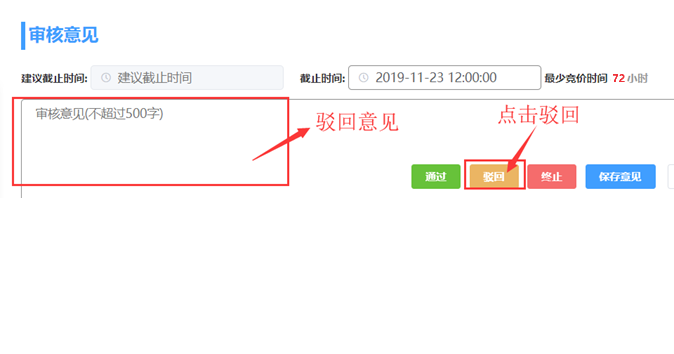 审核意见
建议截止时间: 建议截止时间 截止时间: 2019-11-23 12:00:00 最少竞价时间 72 小时
审核意见(不超过500字)
驳回意见
点击驳回
通过 驳回 终止 保存意见